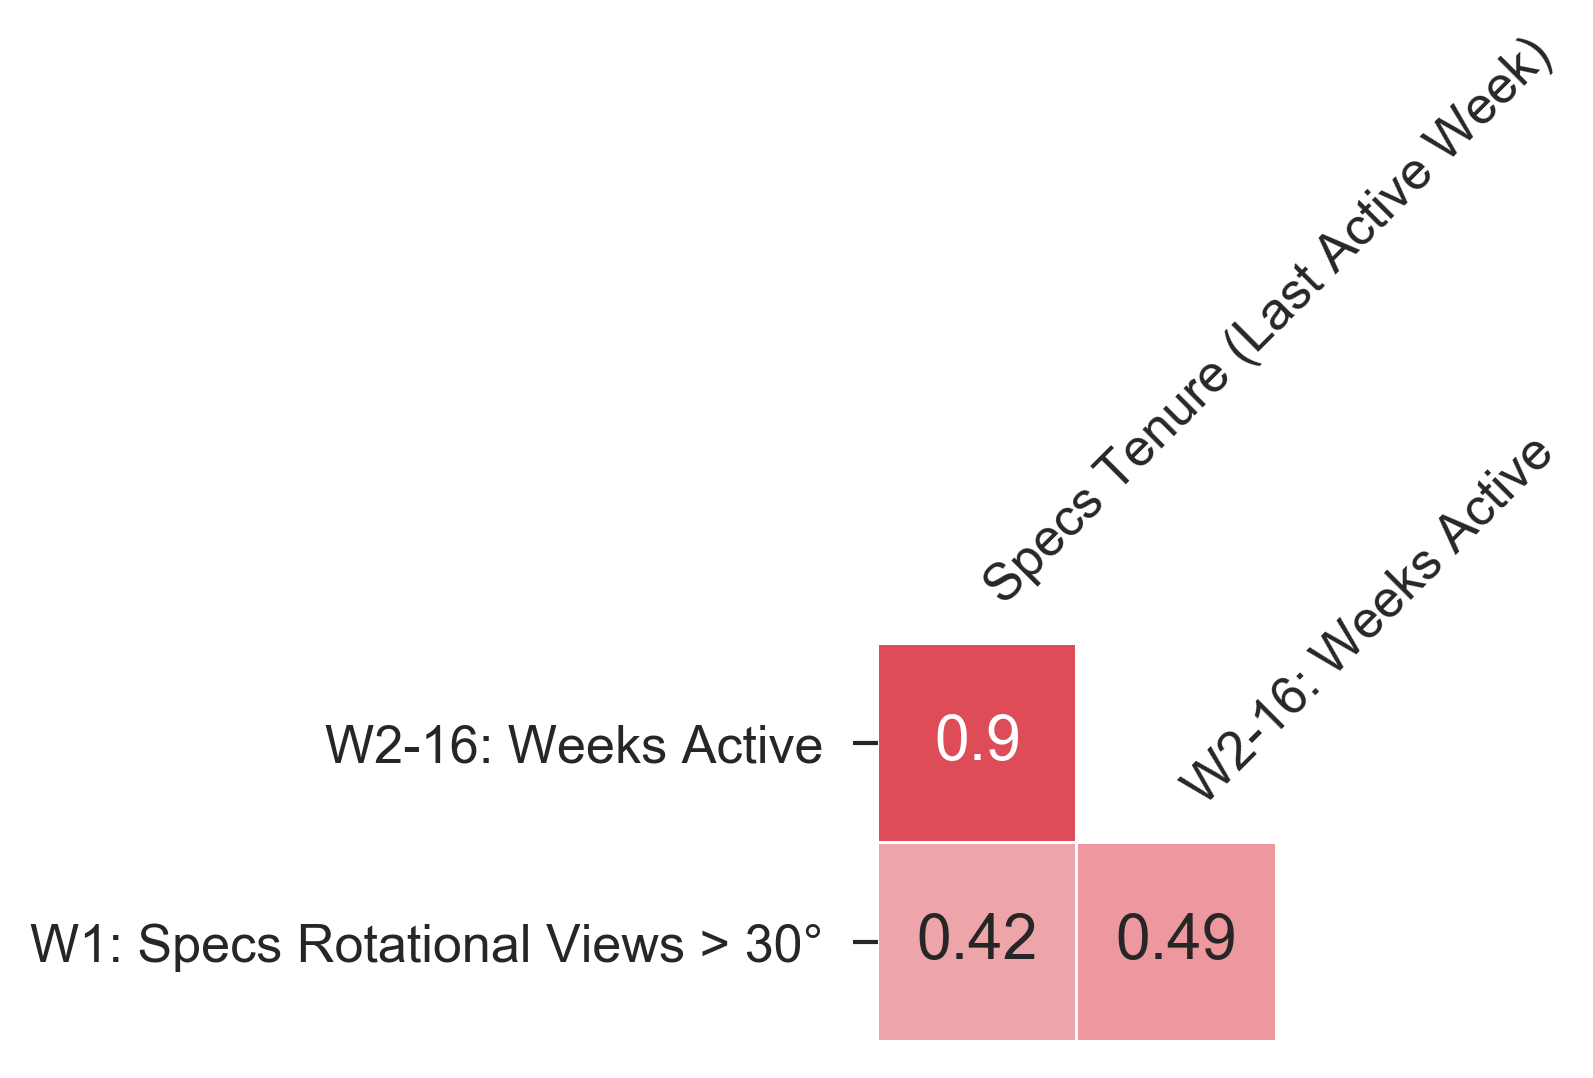 Specs Tenure (Last Active Week)
W2-16: Weeks Active
W2-16: Weeks Active
0.9
W1: Specs Rotational Views > 30°
0.42
0.49